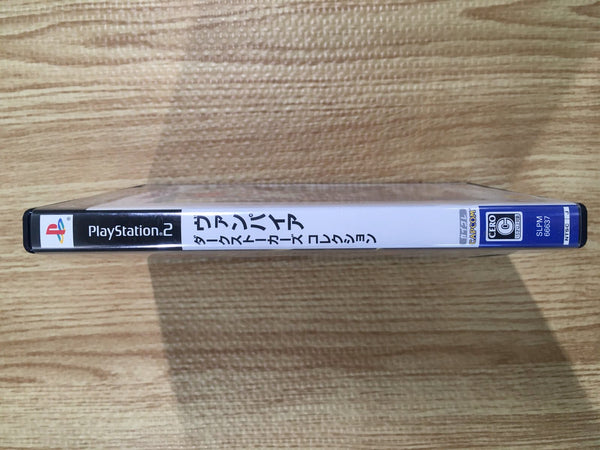 PlayStation.2
ヴァンパイア
ダークストーカーズ コレクション
CAPCOM
CERO
C
SLPM
66637